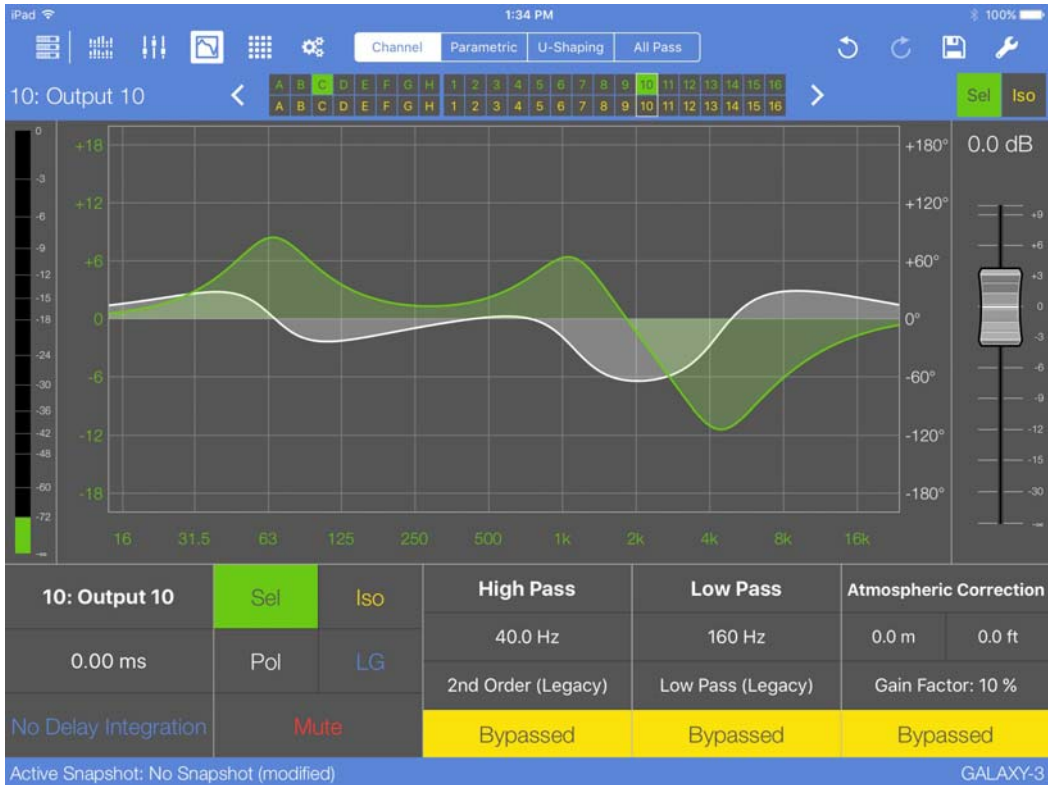 iPad 1:34 PM 100%
Channel Parametric U-Shaping All Pass
10: Output 10
A B C D E F G H 1 2 3 4 5 6 7 8 9 10 11 12 13 14 15 16
A B C D E F G H 1 2 3 4 5 6 7 8 9 10 11 12 13 14 15 16
Sel Iso
0
-3
-6
-9
-12
-15
-18
-24
-30
-36
-42
-48
-60
-72
-∞
+18
+12
+6
0
-6
-12
-18
+180°
+120°
+60°
0°
-60°
-120°
-180°
16 31.5 63 125 250 500 1k 2k 4k 8k 16k
0.0 dB
+9
+6
+3
0
-3
-6
-9
-12
-15
-30
-∞
10: Output 10 Sel Iso
0.00 ms Pol LG
No Delay Integration Mute
High Pass
40.0 Hz
2nd Order (Legacy)
Bypassed
Low Pass
160 Hz
Low Pass (Legacy)
Bypassed
Atmospheric Correction
0.0 m 0.0 ft
Gain Factor: 10 %
Bypassed
Active Snapshot: No Snapshot (modified) GALAXY-3